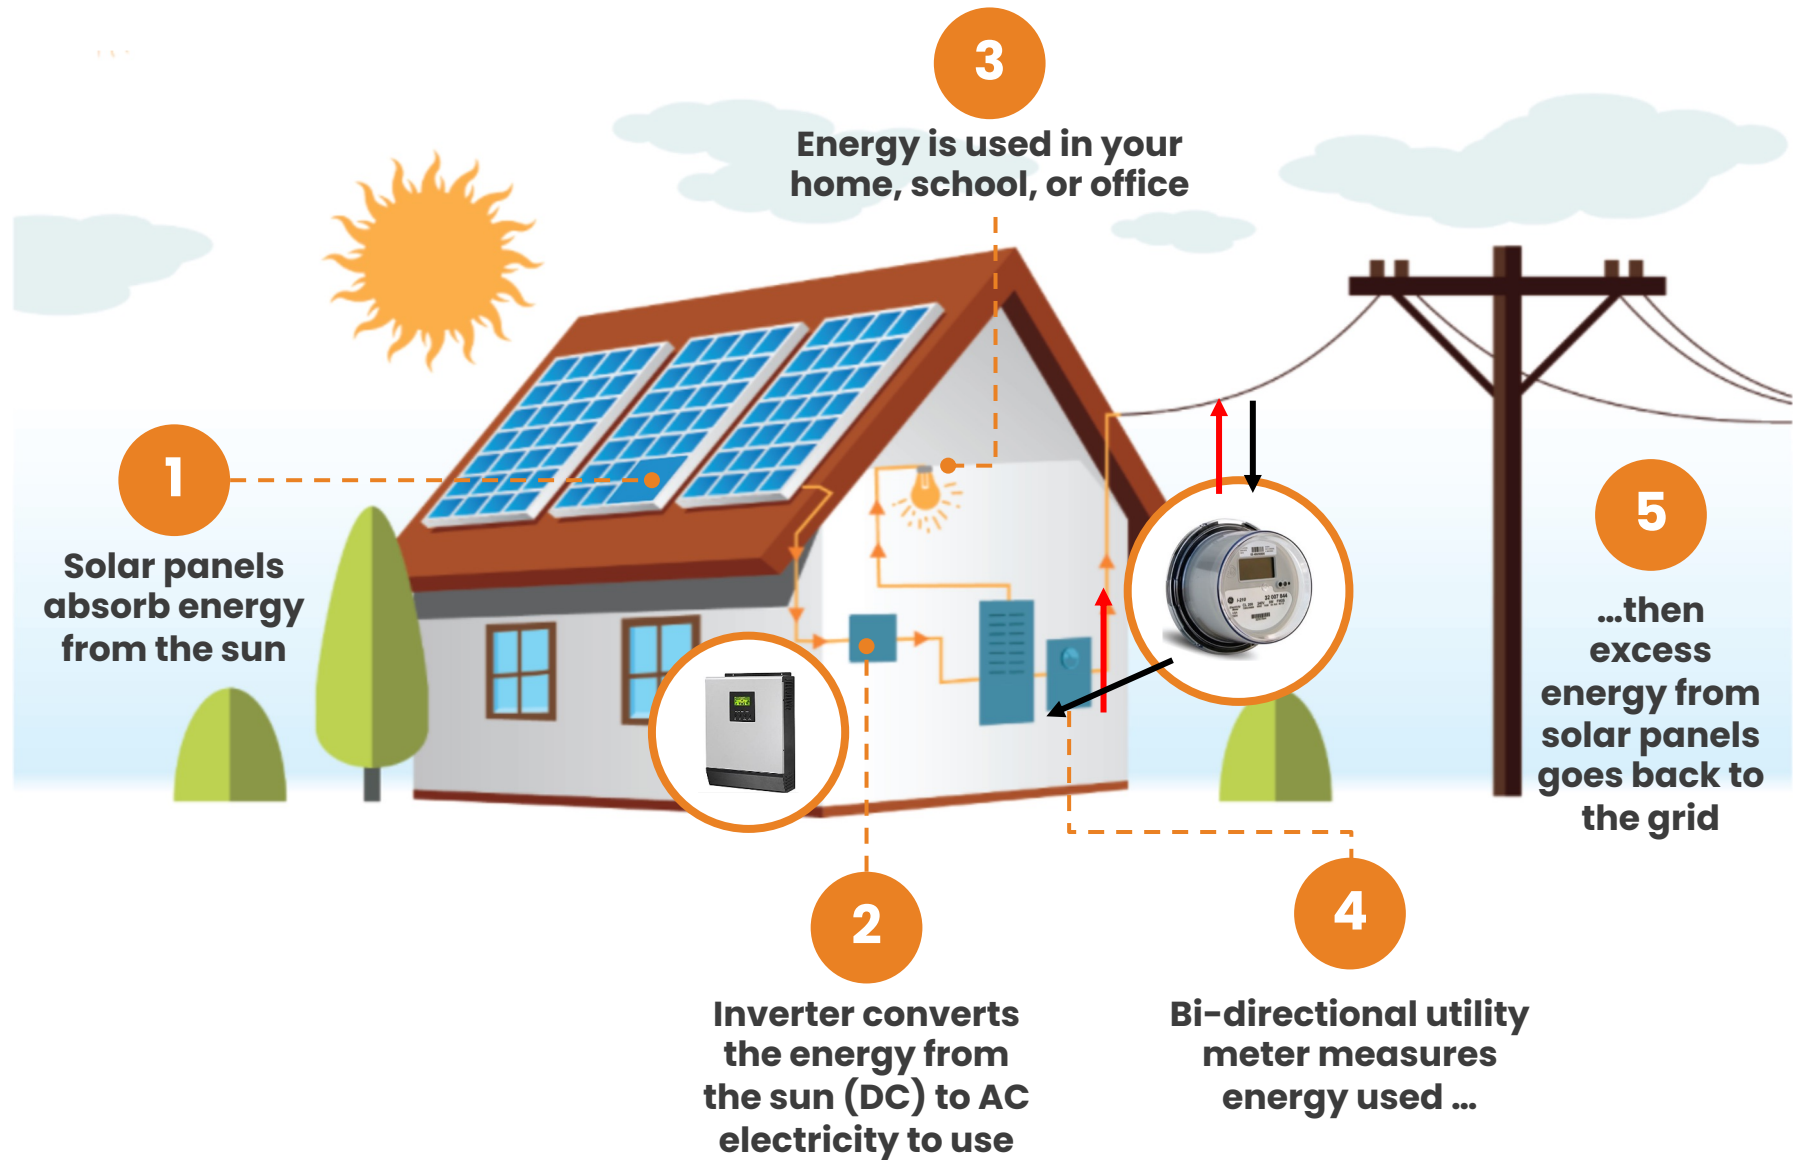 3
Energy is used in your
home, school, or office
1
Solar panels
absorb energy
from the sun
5
...then
excess
energy from
solar panels
goes back to
the grid
2
Inverter converts
the energy from
the sun (DC) to AC
electricity to use
4
Bi-directional utility
meter measures
energy used ...